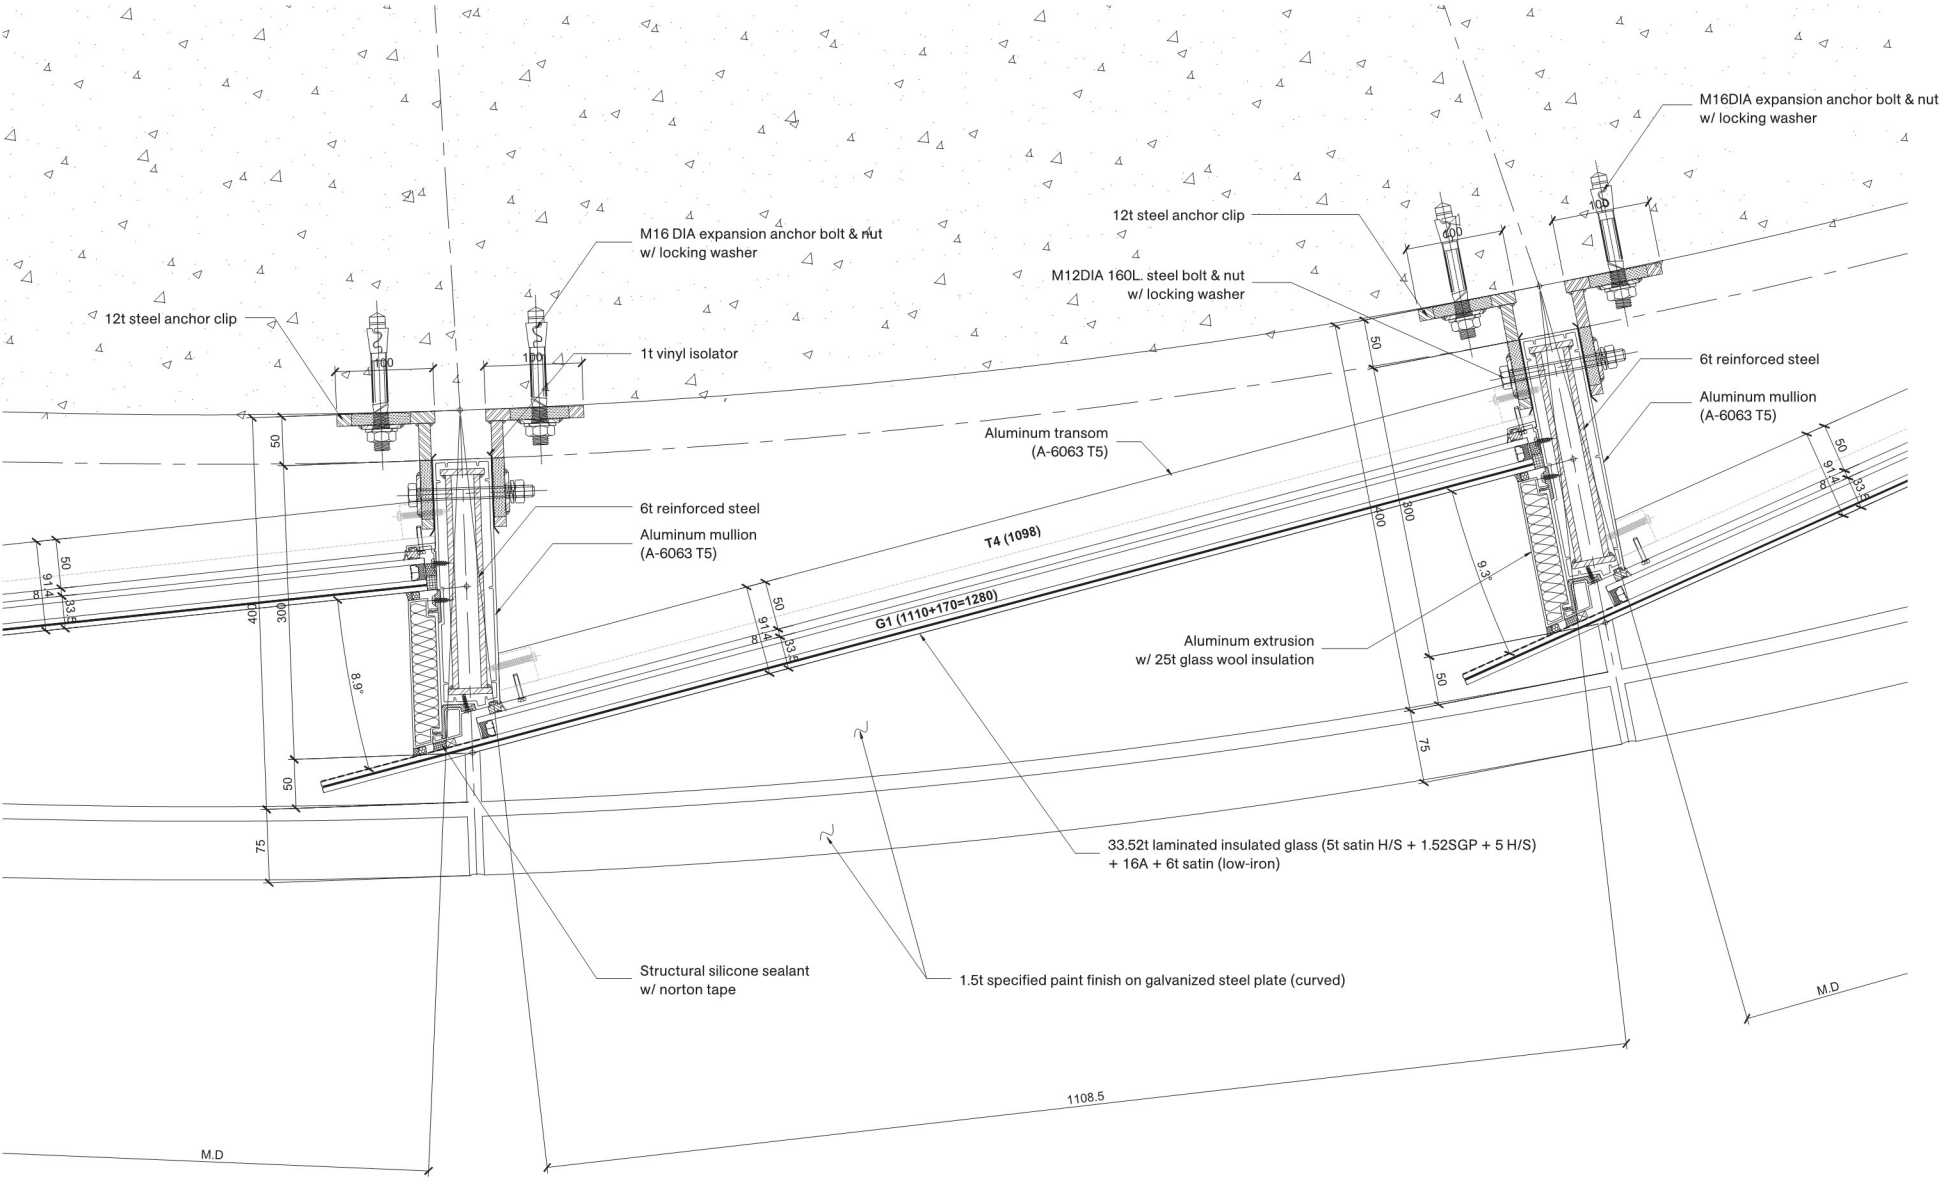 M16DIA expansion anchor bolt & nut
w/ locking washer
100
100
12t steel anchor clip
M16 DIA expansion anchor bolt & nut
w/ locking washer
M12DIA 160L. steel bolt & nut
w/ locking washer
12t steel anchor clip
1t vinyl isolator
100
100
50
6t reinforced steel
Aluminum mullion
(A-6063 T5)
Aluminum transom
(A-6063 T5)
50
50
91.4
8
33.5
6t reinforced steel
Aluminum mullion
(A-6063 T5)
400
300
T4 (1098)
9.3°
50
91.4
8
33.5
400
300
50
91.4
8
33.5
G1 (1110+170=1280)
Aluminum extrusion
w/ 25t glass wool insulation
8.9°
50
75
50
75
33.52t laminated insulated glass (5t satin H/S + 1.52SGP + 5 H/S)
+ 16A + 6t satin (low-iron)
Structural silicone sealant
w/ norton tape
1.5t specified paint finish on galvanized steel plate (curved)
M.D
1108.5
M.D